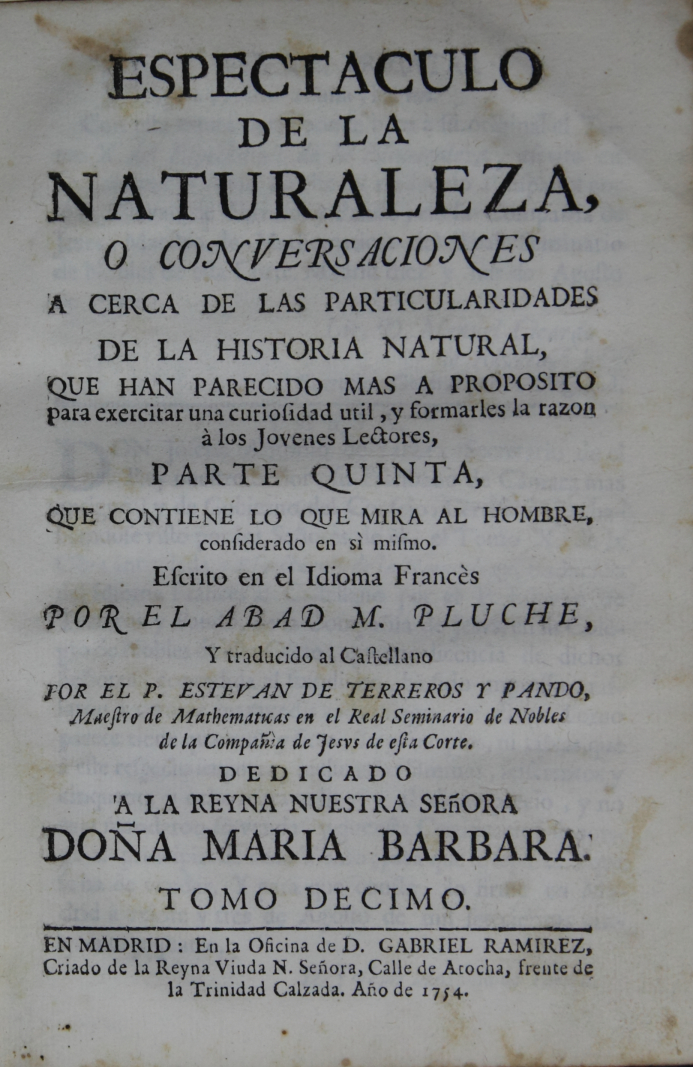 ESPECTACULO
DE LA
NATURALEZA,
O CONVERSACIONES
A CERCA DE LAS PARTICULARIDADES
DE LA HISTORIA NATURAL,
QUE HAN PARECIDO MAS A PROPOSITO
para exercitar una curioſidad util, y formarles la razon
à los Jovenes Lectores,
PARTE QUINTA,
QUE CONTIENE LO QUE MIRA AL HOMBRE,
conſiderado en sì miſmo.
Eſcrito en el Idioma Francès
POR EL ABAD M. PLUCHE,
Y traducido al Caſtellano
POR EL P. ESTEVAN DE TERREROS Y PANDO,
Maeſtro de Mathematicas en el Real Seminario de Nobles
de la Compañia de Jesvs de eſta Corte.
DEDICADO
'A LA REYNA NUESTRA SEñORA
DOÑA MARIA BARBARA.
TOMO DECIMO.
EN MADRID: En la Oficina de D. GABRIEL RAMIREZ,
Criado de la Reyna Viuda N. Señora, Calle de Atocha, frente de
la Trinidad Calzada. Año de 1754.